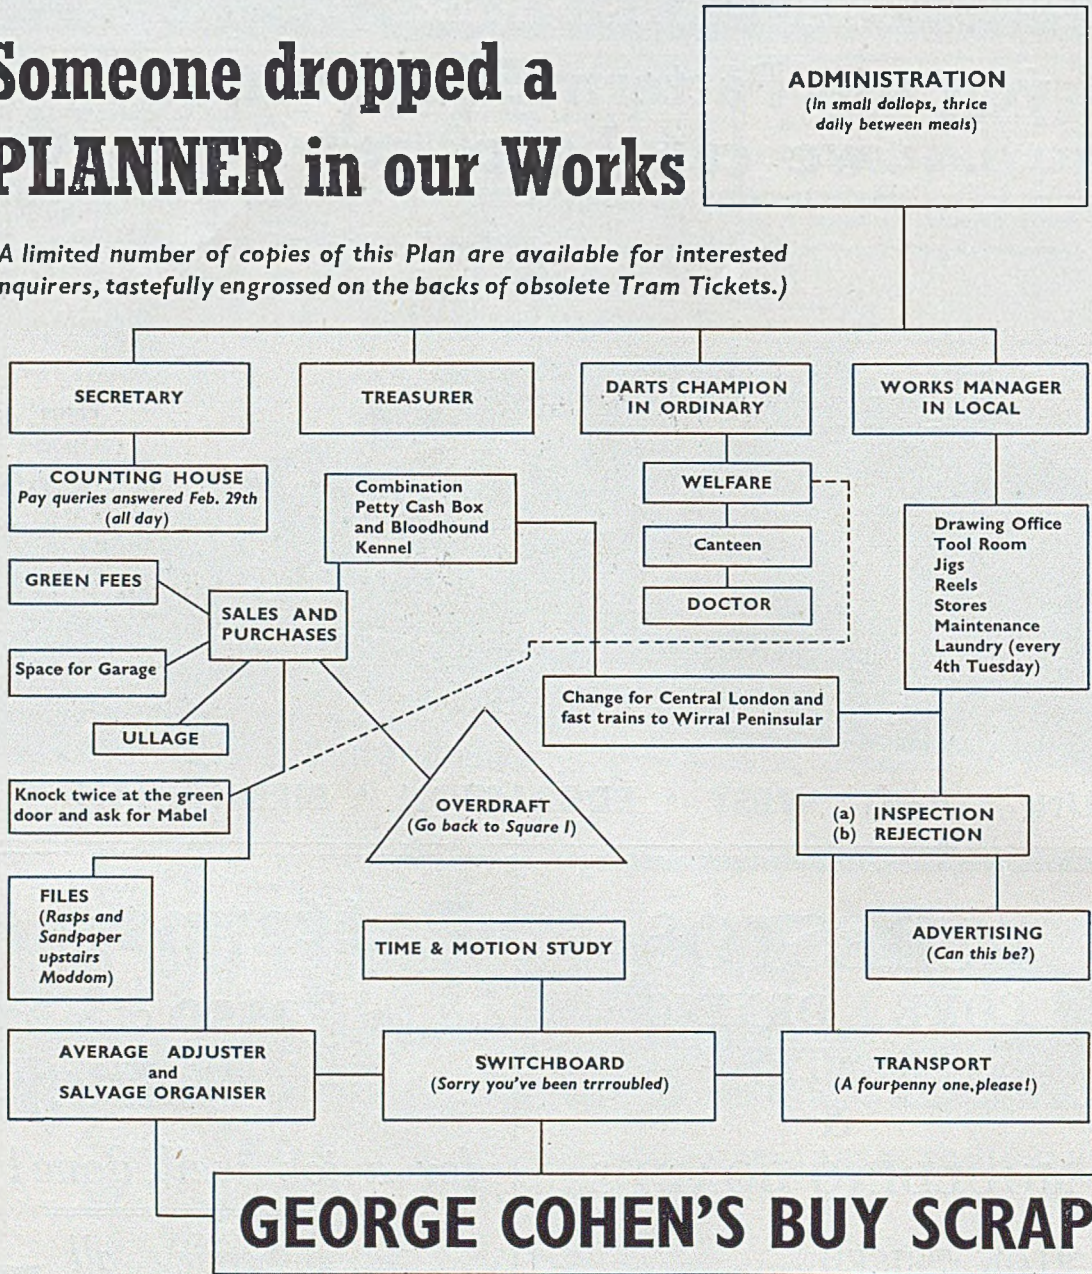 Someone dropped a
PLANNER in our Works
A limited number of copies of this Plan are available for interested
nquirers, tastefully engrossed on the backs of obsolete Tram Tickets.)
ADMINISTRATION
(In small dollops, thrice
daily between meals)
SECRETARY
TREASURER
DARTS CHAMPION
IN ORDINARY
WORKS MANAGER
IN LOCAL
COUNTING HOUSE
Pay queries answered Feb. 29th
(all day)
Combination
Petty Cash Box
and Bloodhound
Kennel
WELFARE
Canteen
DOCTOR
Drawing Office
Tool Room
Jigs
Reels
Stores
Maintenance
Laundry (every
4th Tuesday)
GREEN FEES
SALES AND
PURCHASES
Space for Garage
ULLAGE
Knock twice at the green
door and ask for Mabel
Change for Central London and
fast trains to Wirral Peninsular
OVERDRAFT
(Go back to Square I)
(a) INSPECTION
(b) REJECTION
FILES
(Rasps and
Sandpaper
upstairs
Moddom)
TIME & MOTION STUDY
ADVERTISING
(Can this be?)
AVERAGE ADJUSTER
and
SALVAGE ORGANISER
SWITCHBOARD
(Sorry you've been trrroubled)
TRANSPORT
(A fourpenny one, please!)
GEORGE COHEN'S BUY SCRAP